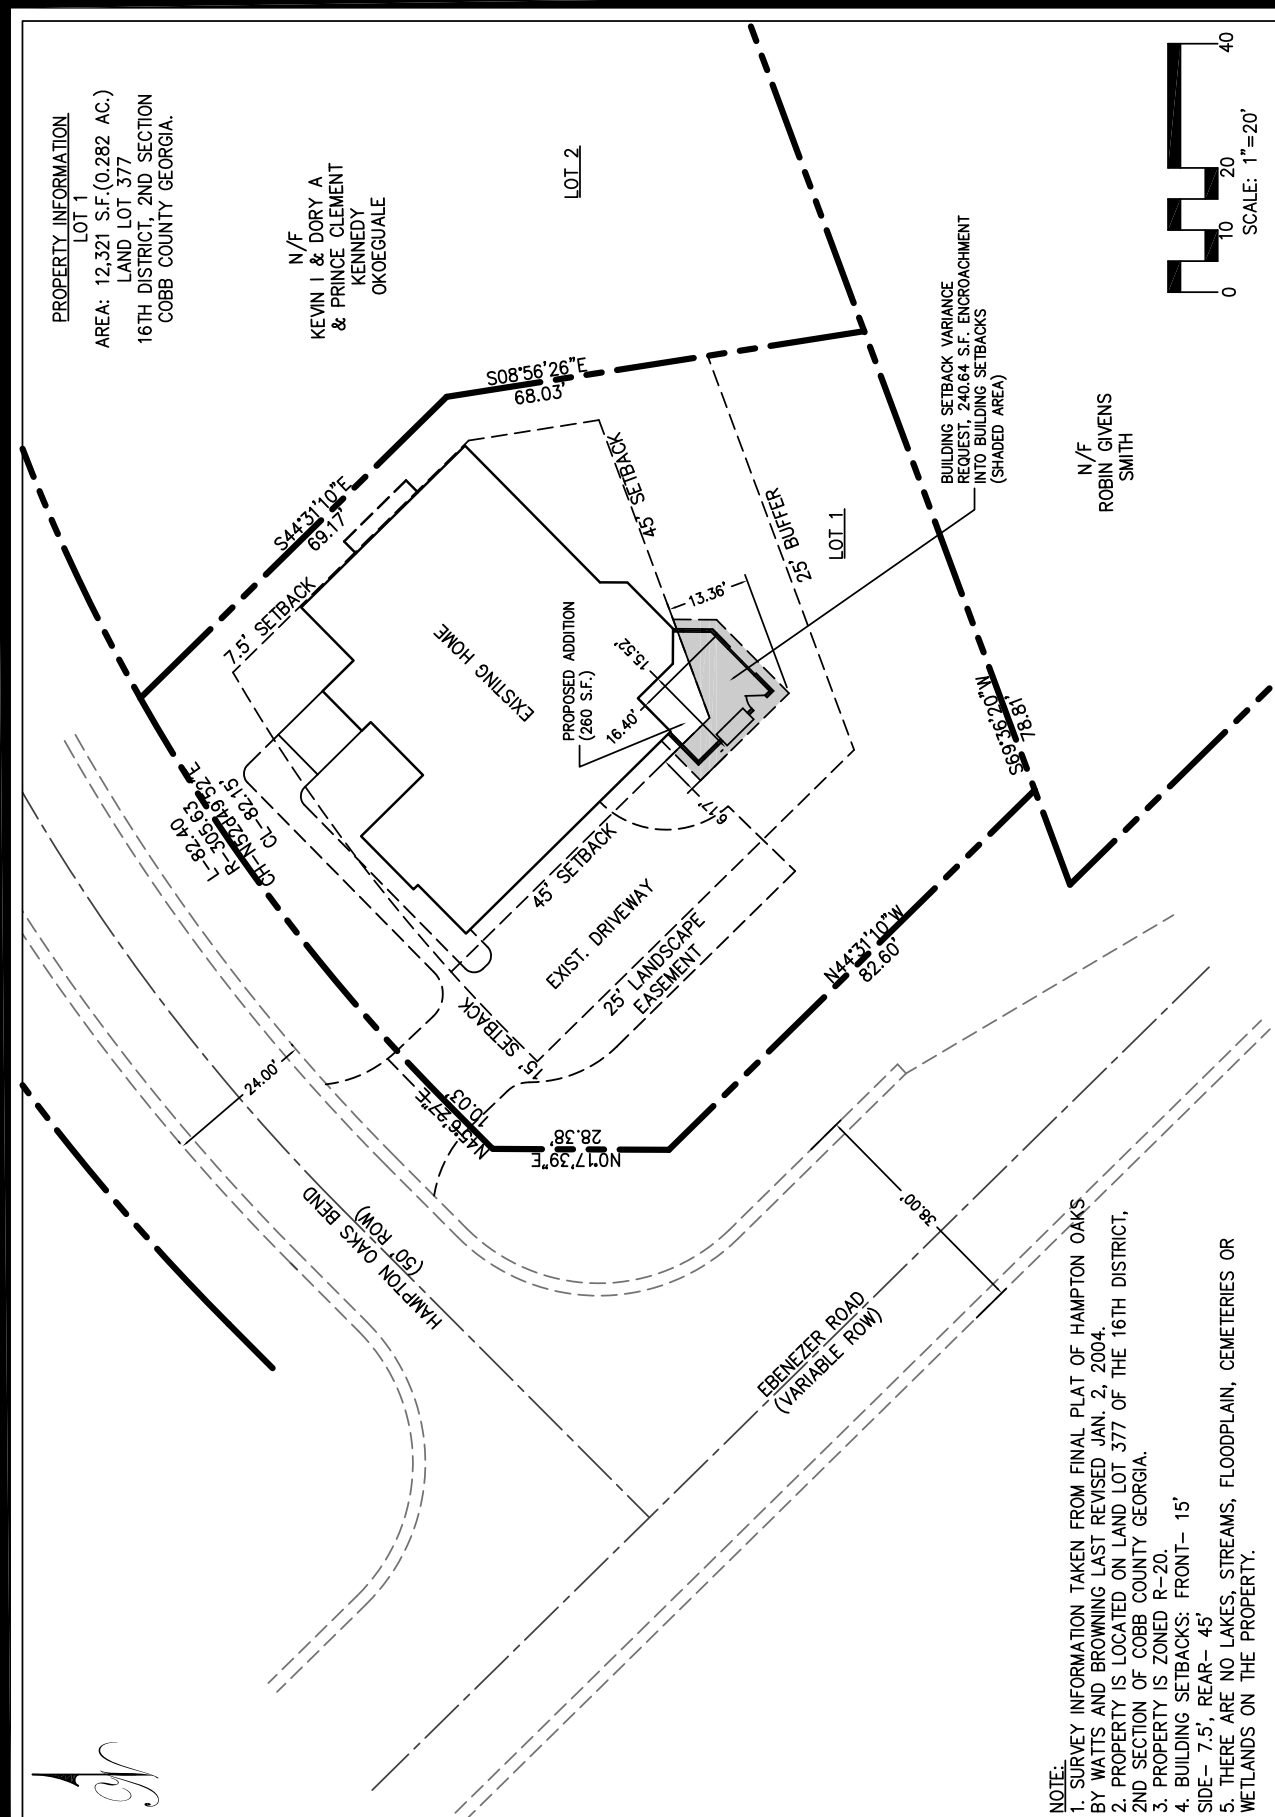 PROPERTY INFORMATION
LOT 1
AREA: 12,321 S.F.(0.282 AC.)
LAND LOT 377
16TH DISTRICT, 2ND SECTION
COBB COUNTY GEORGIA.
N/F
KEVIN I & DORY A
& PRINCE CLEMENT
KENNEDY
OKOEGUALE
LOT 2
S08°56'26"E
68.03'
S44°31'10"E
69.17'
7.5' SETBACK
45' SETBACK
25' BUFFER
LOT 1
EXISTING HOME
PROPOSED ADDITION
(260 S.F.)
16.40'
15.52'
13.36'
6.17'
BUILDING SETBACK VARIANCE
REQUEST, 240.64 S.F. ENCROACHMENT
INTO BUILDING SETBACKS
(SHADED AREA)
N/F
ROBIN GIVENS
SMITH
S69°36'20"W
78.81'
L-82.40
R-305.63
CH-N52d49'52"E
CL-82.15'
45' SETBACK
EXIST. DRIVEWAY
25' LANDSCAPE
EASEMENT
15' SETBACK
N44°31'10"W
82.60'
10.03'
N0°17'39"E
28.38'
24.00'
HAMPTON OAKS BEND
(50' ROW)
38.00'
EBENEZER ROAD
(VARIABLE ROW)
0 10 20 40
SCALE: 1"=20'
NOTE:
1. SURVEY INFORMATION TAKEN FROM FINAL PLAT OF HAMPTON OAKS
BY WATTS AND BROWNING LAST REVISED JAN. 2, 2004.
2. PROPERTY IS LOCATED ON LAND LOT 377 OF THE 16TH DISTRICT,
2ND SECTION OF COBB COUNTY GEORGIA.
3. PROPERTY IS ZONED R-20.
4. BUILDING SETBACKS: FRONT- 15'
SIDE- 7.5', REAR- 45'
5. THERE ARE NO LAKES, STREAMS, FLOODPLAIN, CEMETERIES OR
WETLANDS ON THE PROPERTY.